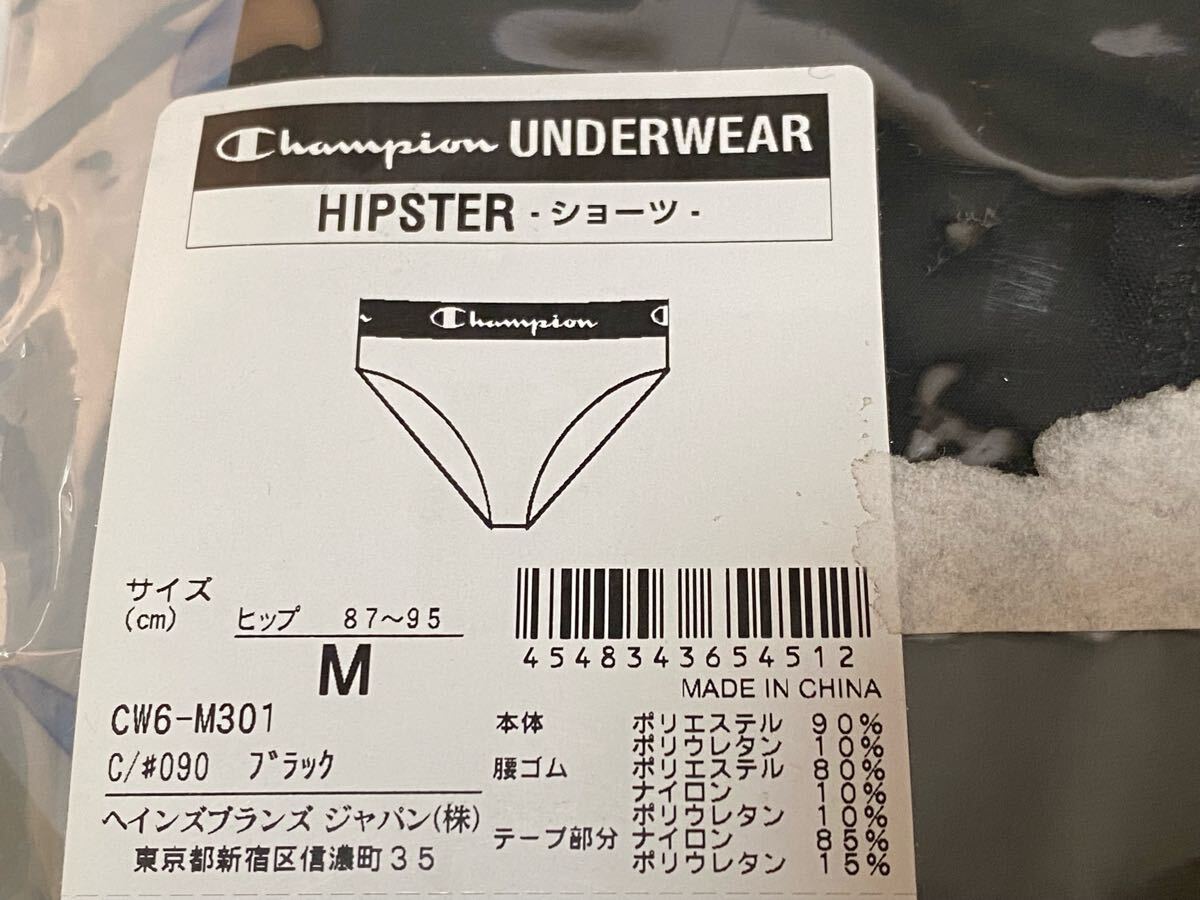 Champion UNDERWEAR
HIPSTER - ショーツ -
Champion
サイズ
(cm)
ヒップ 87～95
M
CW6-M301
C/#090 ブラック
ヘインズブランズ ジャパン(株)
東京都新宿区信濃町35
4548343654512
MADE IN CHINA
本体 ポリエステル 90%
ポリウレタン 10%
腰ゴム ポリエステル 80%
ナイロン 10%
ポリウレタン 10%
テープ部分 ナイロン 85%
ポリウレタン 15%